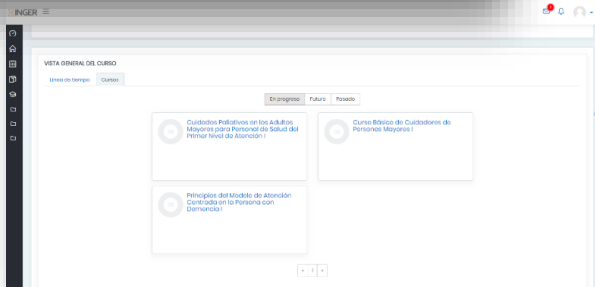 INGER
VISTA GENERAL DEL CURSO
Línea de tiempo Cursos
En progreso Futuro Pasado
Cuidados Paliativos en los Adultos
Mayores para Personal de Salud del
Primer Nivel de Atención I
Curso Básico de Cuidadores de
Personas Mayores I
Principios del Modelo de Atención
Centrada en la Persona con
Demencia I
« 1 »